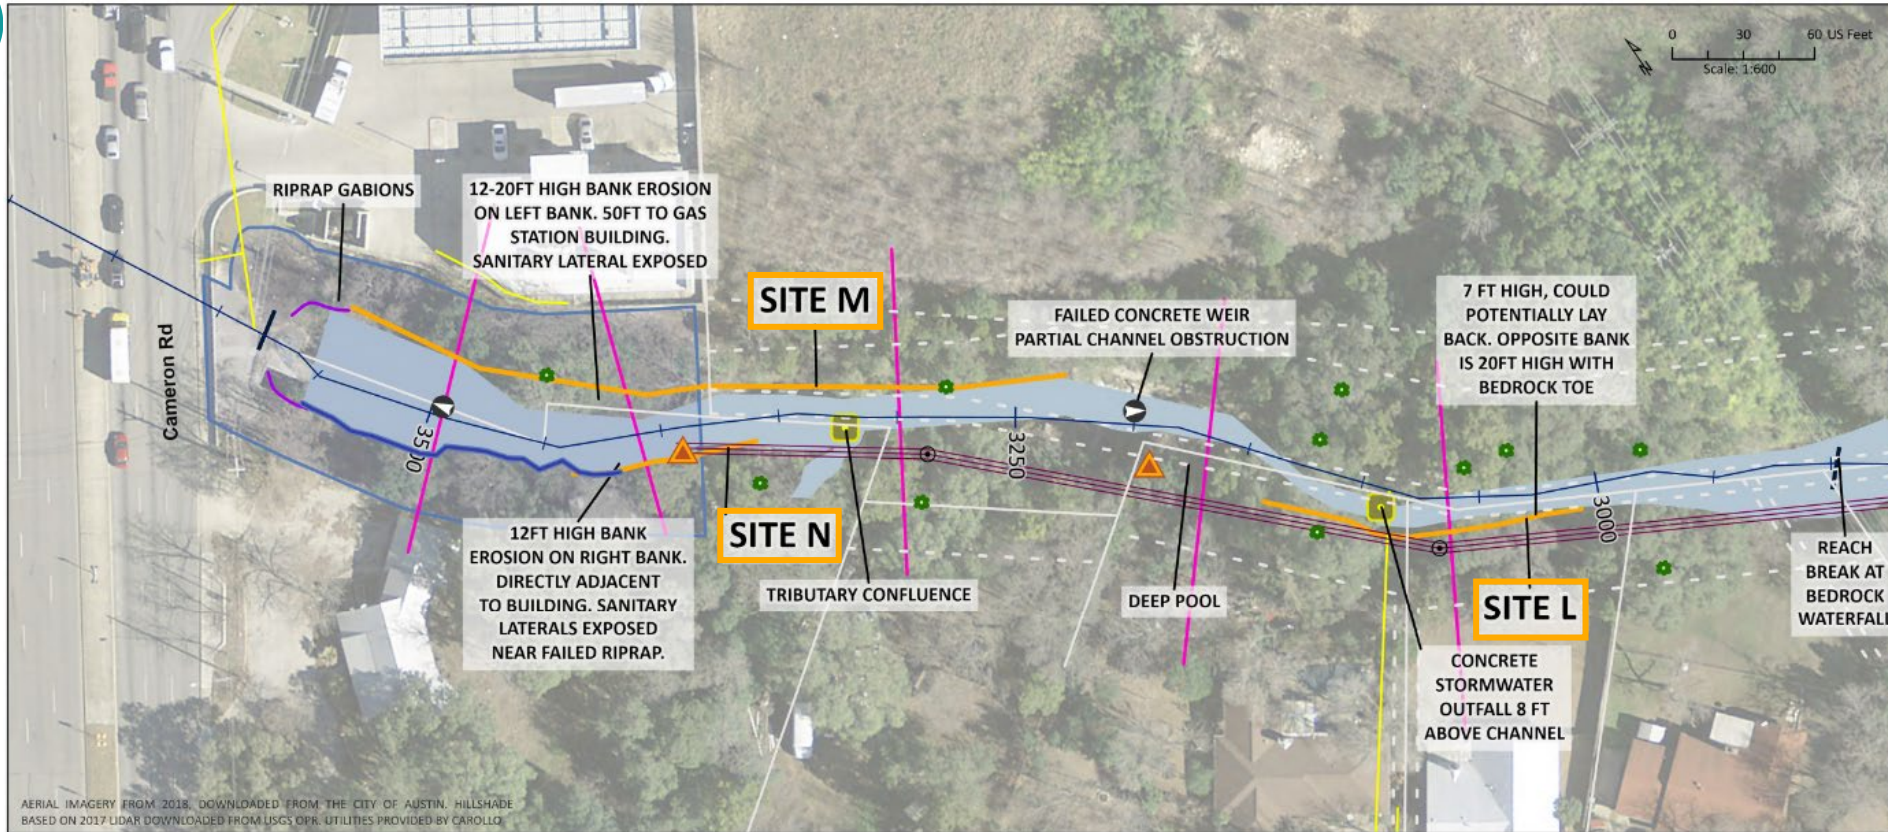 0 30 60 US Feet
Scale: 1:600
N
RIPRAP GABIONS
12-20FT HIGH BANK EROSION
ON LEFT BANK. 50FT TO GAS
STATION BUILDING.
SANITARY LATERAL EXPOSED
SITE M
FAILED CONCRETE WEIR
PARTIAL CHANNEL OBSTRUCTION
7 FT HIGH, COULD
POTENTIALLY LAY
BACK. OPPOSITE BANK
IS 20FT HIGH WITH
BEDROCK TOE
Cameron Rd
3500
3250
3000
12FT HIGH BANK
EROSION ON RIGHT BANK.
DIRECTLY ADJACENT
TO BUILDING. SANITARY
LATERALS EXPOSED
NEAR FAILED RIPRAP.
SITE N
TRIBUTARY CONFLUENCE
DEEP POOL
SITE L
REACH
BREAK AT
BEDROCK
WATERFALL
CONCRETE
STORMWATER
OUTFALL 8 FT
ABOVE CHANNEL
AERIAL IMAGERY FROM 2018, DOWNLOADED FROM THE CITY OF AUSTIN. HILLSHADE
BASED ON 2017 LIDAR DOWNLOADED FROM USGS OPR. UTILITIES PROVIDED BY CAROLLO